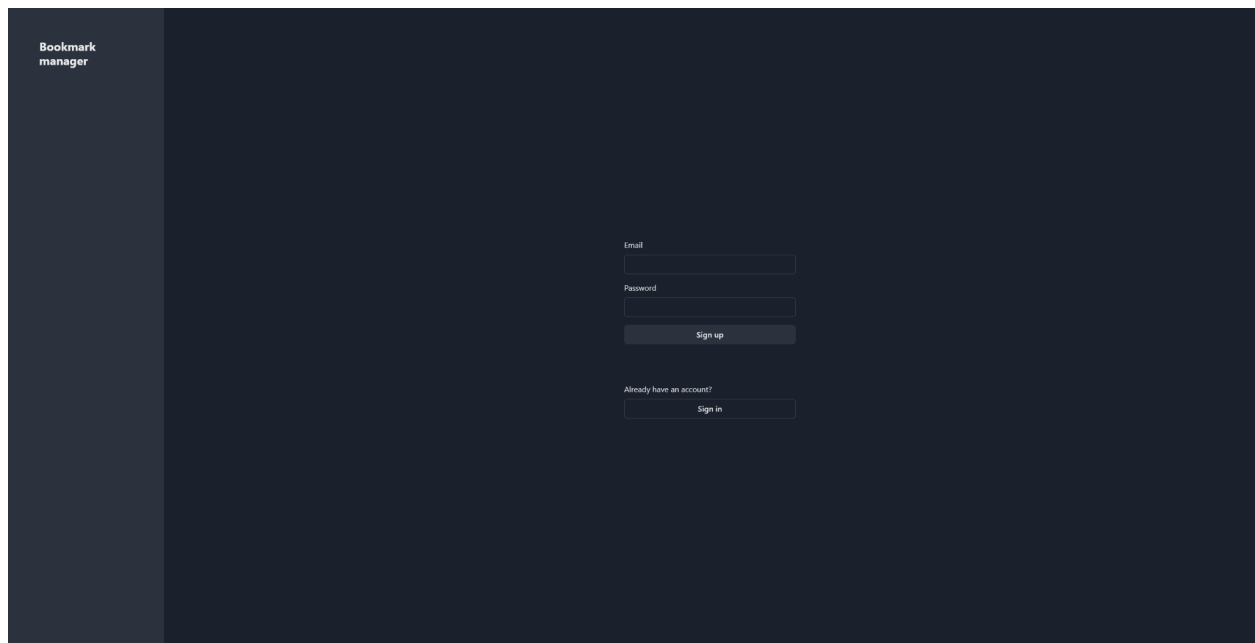 Bookmark
manager
Email
Password
Sign up
Already have an account?
Sign in